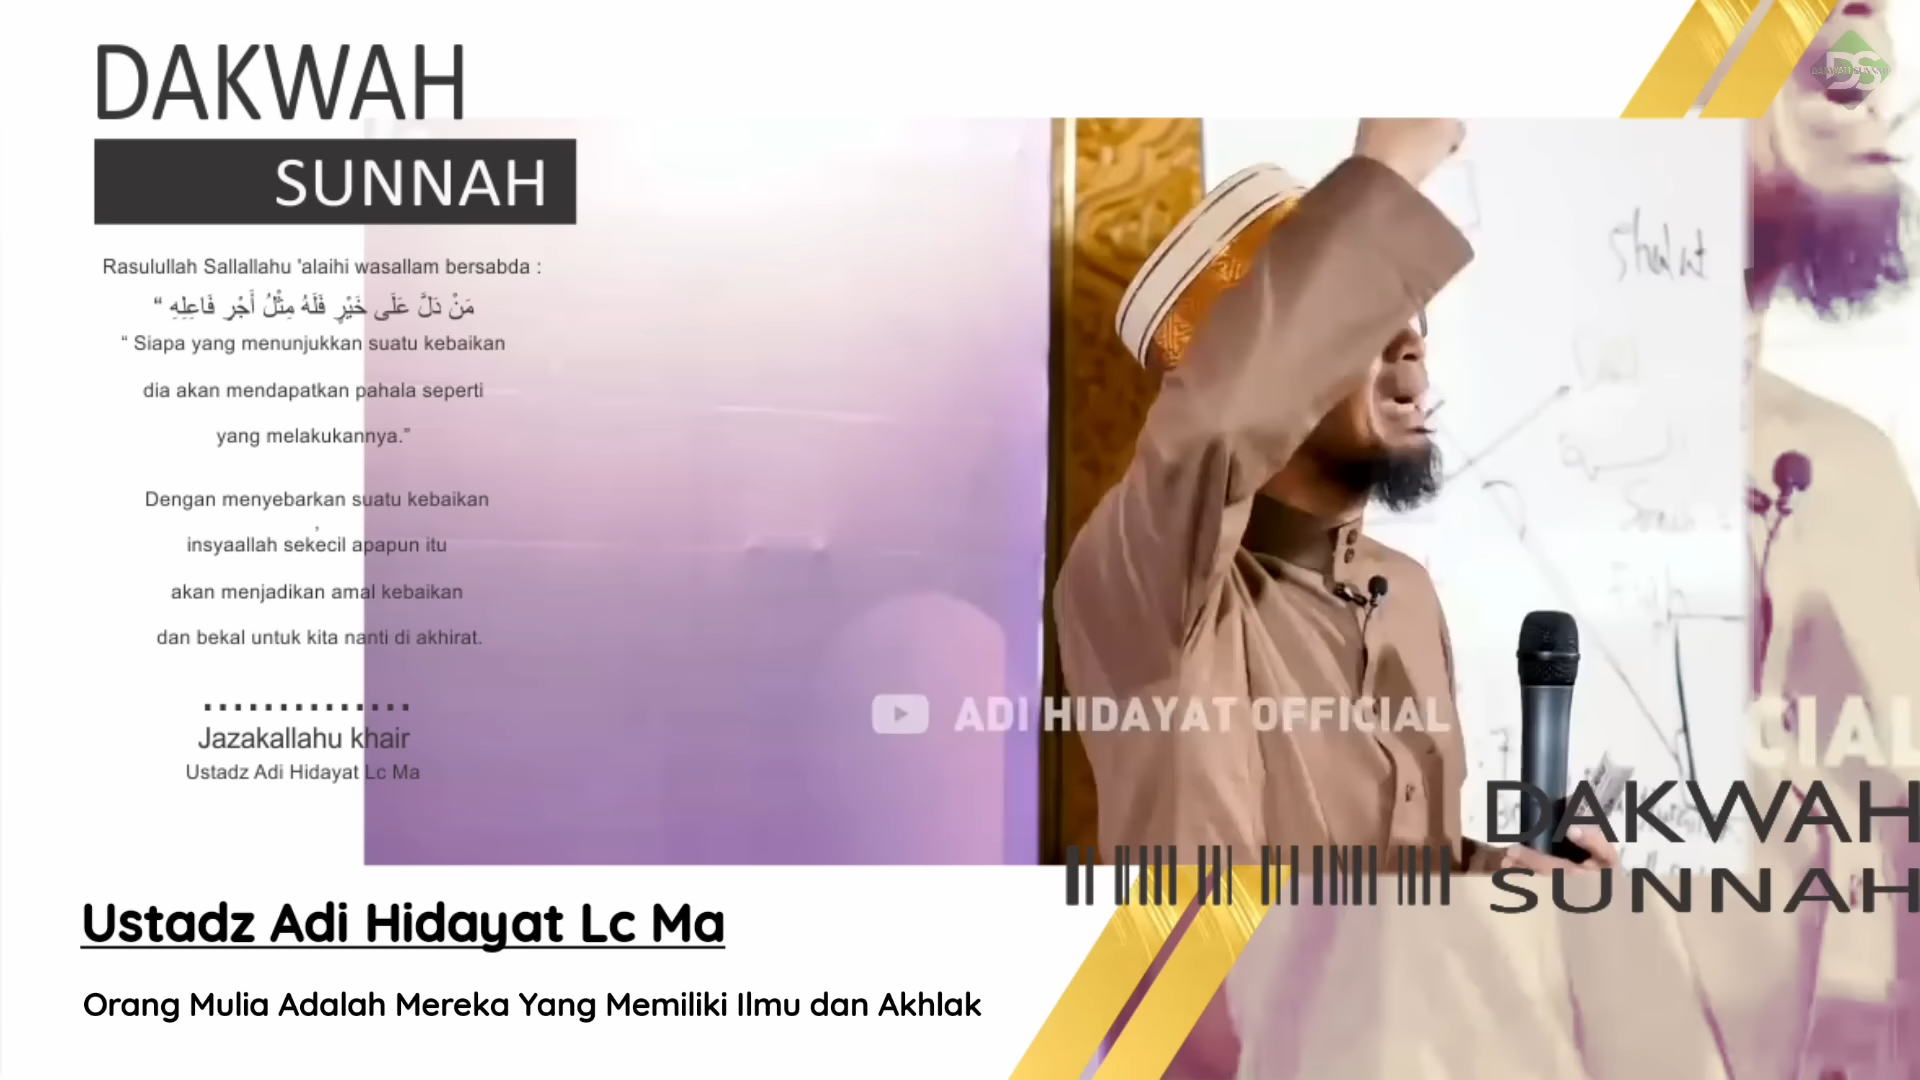 DAKWAH
SUNNAH
Rasulullah Sallallahu 'alaihi wasallam bersabda :
مَنْ دَلَّ عَلَى خَيْرٍ فَلَهُ مِثْلُ أَجْرِ فَاعِلِهِ “
“ Siapa yang menunjukkan suatu kebaikan
dia akan mendapatkan pahala seperti
yang melakukannya.”
Dengan menyebarkan suatu kebaikan
insyaallah sekecil apapun itu
akan menjadikan amal kebaikan
dan bekal untuk kita nanti di akhirat.
..............
Jazakallahu khair
Ustadz Adi Hidayat Lc Ma
Shalat
ADI HIDAYAT OFFICIAL
CIAL
DAKWAH
SUNNAH
Ustadz Adi Hidayat Lc Ma
Orang Mulia Adalah Mereka Yang Memiliki Ilmu dan Akhlak
DS